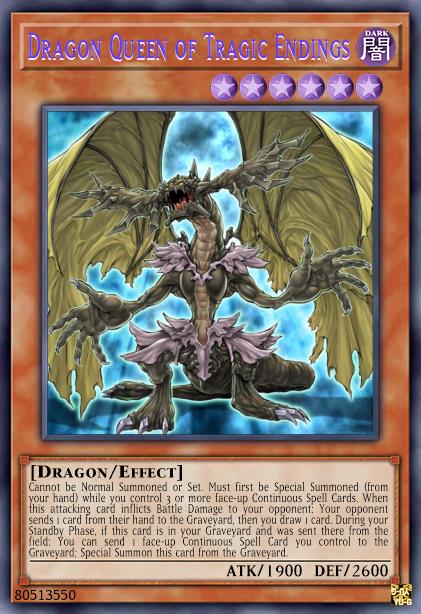 Dragon Queen of Tragic Endings
DARK
闇
[Dragon/Effect]
Cannot be Normal Summoned or Set. Must first be Special Summoned (from
your hand) while you control 3 or more face-up Continuous Spell Cards. When
this attacking card inflicts Battle Damage to your opponent: Your opponent
sends 1 card from their hand to the Graveyard, then you draw 1 card. During your
Standby Phase, if this card is in your Graveyard and was sent there from the
field: You can send 1 face-up Continuous Spell Card you control to the
Graveyard; Special Summon this card from the Graveyard.
ATK/1900 DEF/2600
80513550